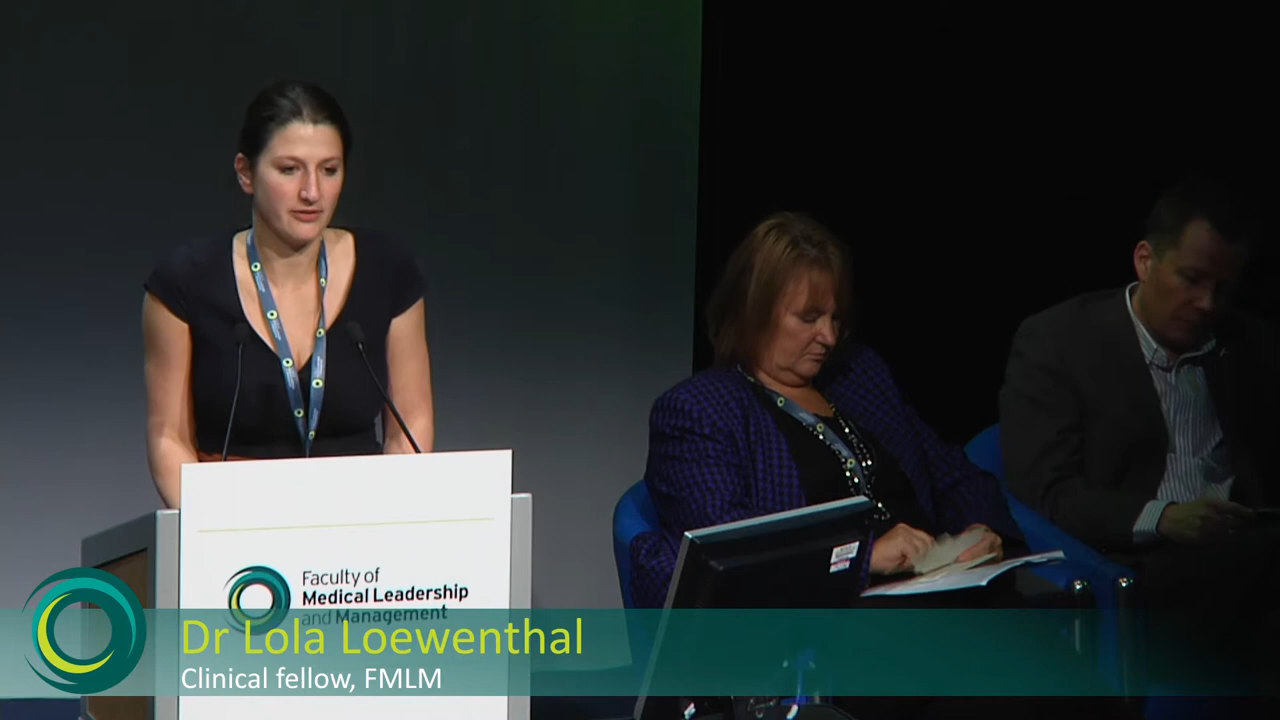 Faculty of
Medical Leadership
and Management
Dr Lola Loewenthal
Clinical fellow, FMLM